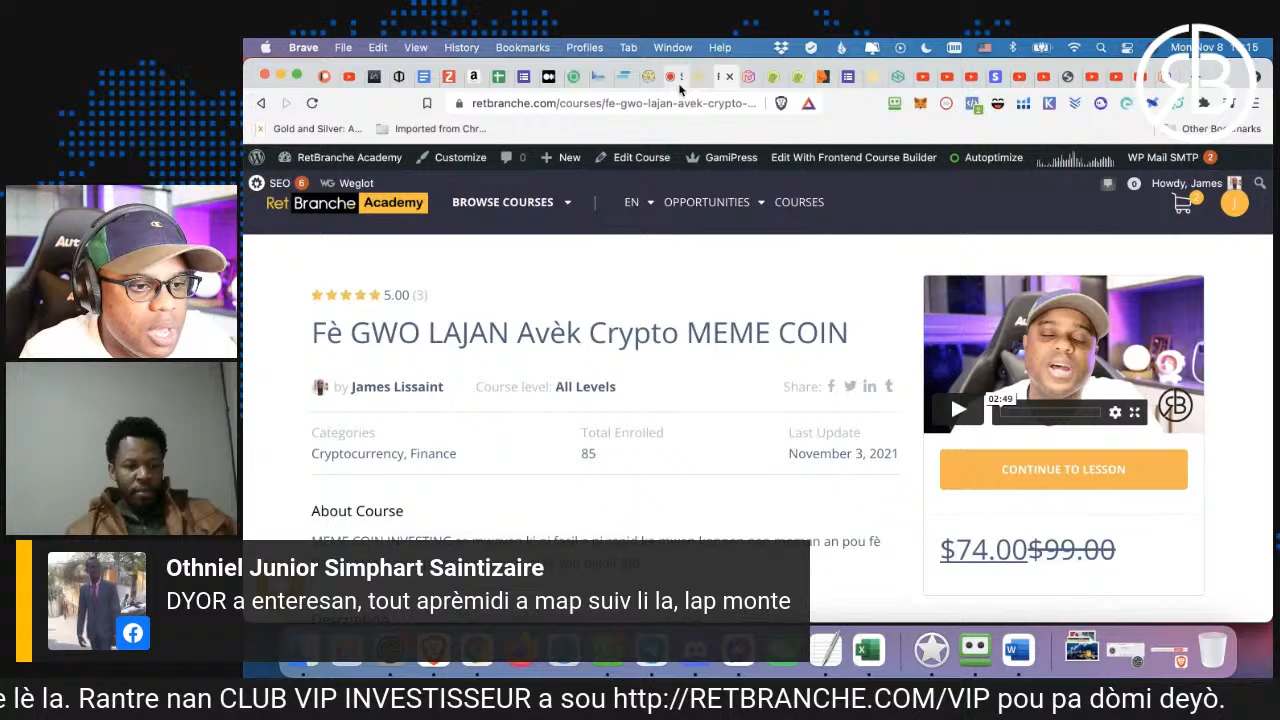 Brave File Edit View History Bookmarks Profiles Tab Window Help
Mon Nov 8
retbranche.com/courses/fe-gwo-lajan-avek-crypto-...
Gold and Silver: A... Imported from Chr... Other Bookmarks
RetBranche Academy Customize 0 New Edit Course GamiPress Edit With Frontend Course Builder Autoptimize WP Mail SMTP 2
SEO 6 WG Weglot 0 Howdy, James
Ret Branche Academy BROWSE COURSES EN OPPORTUNITIES COURSES 2 J
5.00 (3)
Fè GWO LAJAN Avèk Crypto MEME COIN
by James Lissaint Course level: All Levels Share:
Categories Total Enrolled Last Update
Cryptocurrency, Finance 85 November 3, 2021
02:49
CONTINUE TO LESSON
$74.00 $99.00
About Course
Othniel Junior Simphart Saintizaire
DYOR a enteresan, tout aprèmidi a map suiv li la, lap monte
e lè la. Rantre nan CLUB VIP INVESTISSEUR a sou http://RETBRANCHE.COM/VIP pou pa dòmi deyò.